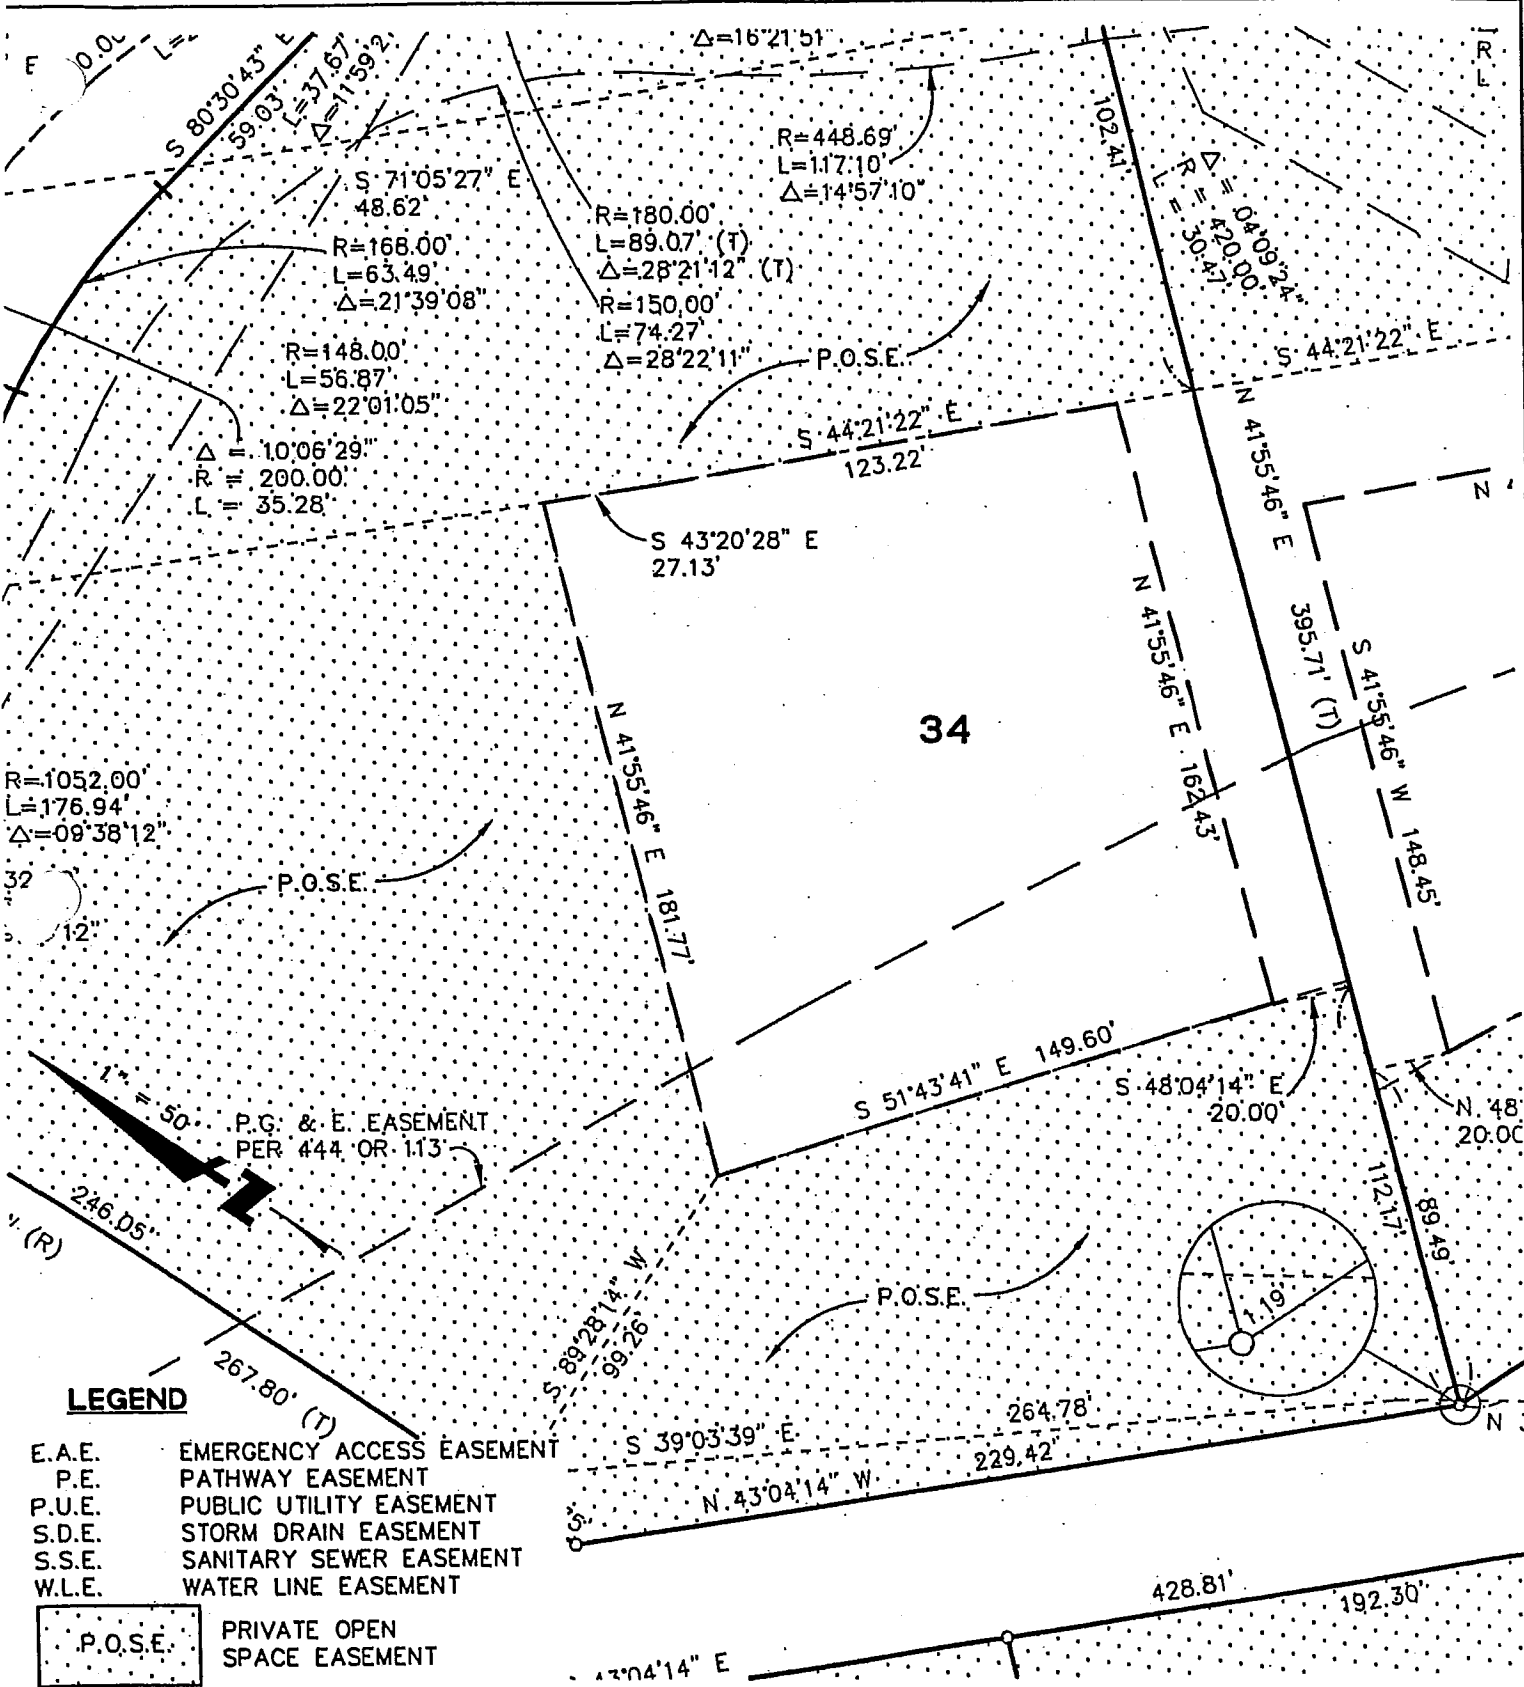 E
0.00
L=
S 80°30'43" E
59.03'
L=37.67'
Δ=11°59'2
Δ=16°21'51"
R
L
102.41'
Δ = 04°09'24"
R = 420.00'
L = 30.47'
R=448.69'
L=117.10'
Δ=14°57'10"
S 71°05'27" E
48.62'
R=180.00'
L=89.07' (T)
Δ=28°21'12" (T)
R=168.00'
L=63.49'
Δ=21°39'08"
R=150.00'
L=74.27'
Δ=28°22'11"
P.O.S.E.
R=148.00'
L=56.87'
Δ=22°01'05"
S 44°21'22" E
Δ = 10°06'29"
R = 200.00'
L = 35.28'
S 44°21'22" E
123.22'
N 41°55'46" E 395.71' (T)
N
S 43°20'28" E
27.13'
N 41°55'46" E 162.43'
S 41°55'46" W 148.45'
34
N 41°55'46" E 181.77'
R=1052.00'
L=176.94'
Δ=09°38'12"
32
12"
P.O.S.E.
S 51°43'41" E 149.60'
S 48°04'14" E
20.00'
N 48
20.00
1" = 50'
P.G. & E. EASEMENT
PER 444 OR 113
N
246.05'
(R)
267.80' (T)
112.17'
89.49'
S 89°28'14" W
99.26'
P.O.S.E.
1.19'
264.78'
S 39°03'39" E
229.42'
N 43°04'14" W
N
LEGEND
E.A.E. EMERGENCY ACCESS EASEMENT
P.E. PATHWAY EASEMENT
P.U.E. PUBLIC UTILITY EASEMENT
S.D.E. STORM DRAIN EASEMENT
S.S.E. SANITARY SEWER EASEMENT
W.L.E. WATER LINE EASEMENT
P.O.S.E. PRIVATE OPEN
SPACE EASEMENT
428.81'
192.30'
43°04'14" E